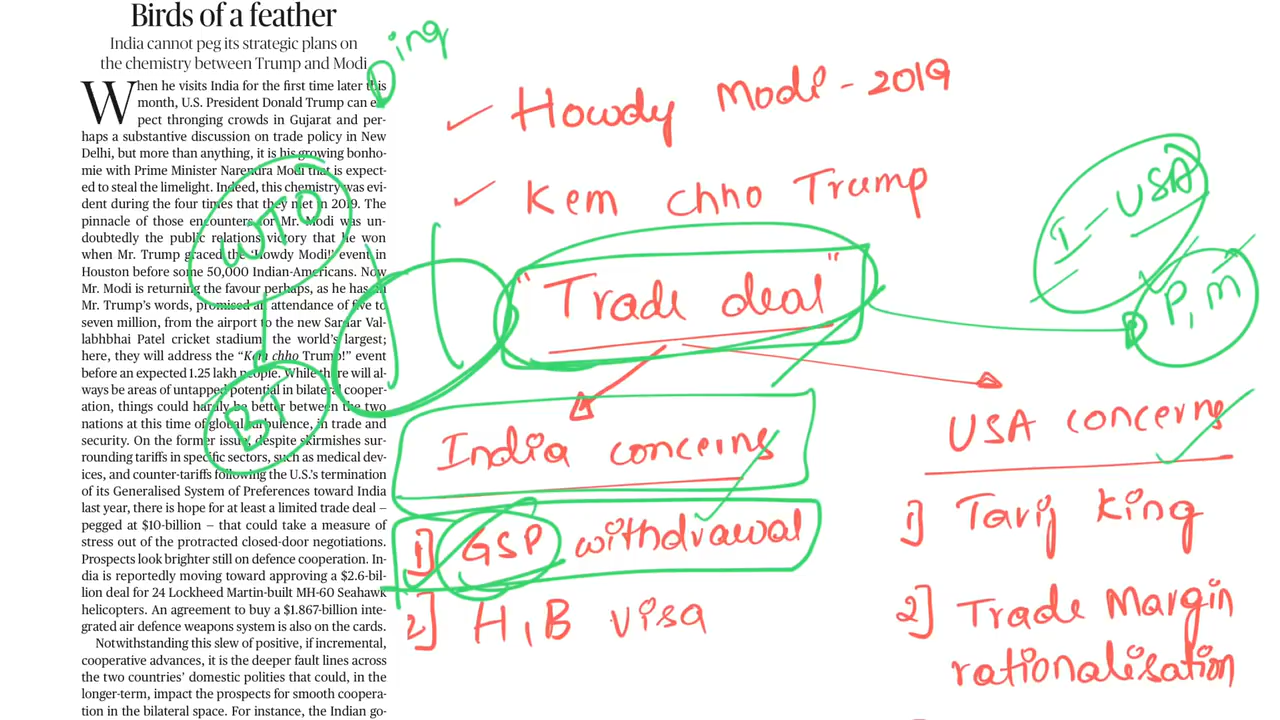 Birds of a feather
India cannot peg its strategic plans on
the chemistry between Trump and Modi
When he visits India for the first time later this
month, U.S. President Donald Trump can ex-
pect thronging crowds in Gujarat and per-
haps a substantive discussion on trade policy in New
Delhi, but more than anything, it is his growing bonho-
mie with Prime Minister Narendra Modi that is expect-
ed to steal the limelight. Indeed, this chemistry was evi-
dent during the four times that they met in 2019. The
pinnacle of those encounters for Mr. Modi was un-
doubtedly the public relations victory that he won
when Mr. Trump graced the ‘Howdy Modi!’ event in
Houston before some 50,000 Indian-Americans. Now
Mr. Modi is returning the favour perhaps, as he has, in
Mr. Trump’s words, promised an attendance of five to
seven million, from the airport to the new Sardar Val-
labhbhai Patel cricket stadium, the world’s largest;
here, they will address the “Kem chho Trump!” event
before an expected 1.25 lakh people. While there will al-
ways be areas of untapped potential in bilateral cooper-
ation, things could hardly be better between the two
nations at this time of global turbulence, in trade and
security. On the former issue, despite skirmishes sur-
rounding tariffs in specific sectors, such as medical dev-
ices, and counter-tariffs following the U.S.’s termination
of its Generalised System of Preferences toward India
last year, there is hope for at least a limited trade deal –
pegged at $10-billion – that could take a measure of
stress out of the protracted closed-door negotiations.
Prospects look brighter still on defence cooperation. In-
dia is reportedly moving toward approving a $2.6-bil-
lion deal for 24 Lockheed Martin-built MH-60 Seahawk
helicopters. An agreement to buy a $1.867-billion inte-
grated air defence weapons system is also on the cards.
Notwithstanding this slew of positive, if incremental,
cooperative advances, it is the deeper fault lines across
the two countries’ domestic polities that could, in the
longer-term, impact the prospects for smooth coopera-
tion in the bilateral space. For instance, the Indian go-
Ding
WTO
BT
Howdy Modi - 2019
Kem chho Trump
"Trade deal"
I - USA
P, m
India concerns
1] GSP withdrawal
2] H1B visa
USA concerns
1] Tarif King
2] Trade Margin
rationalisation